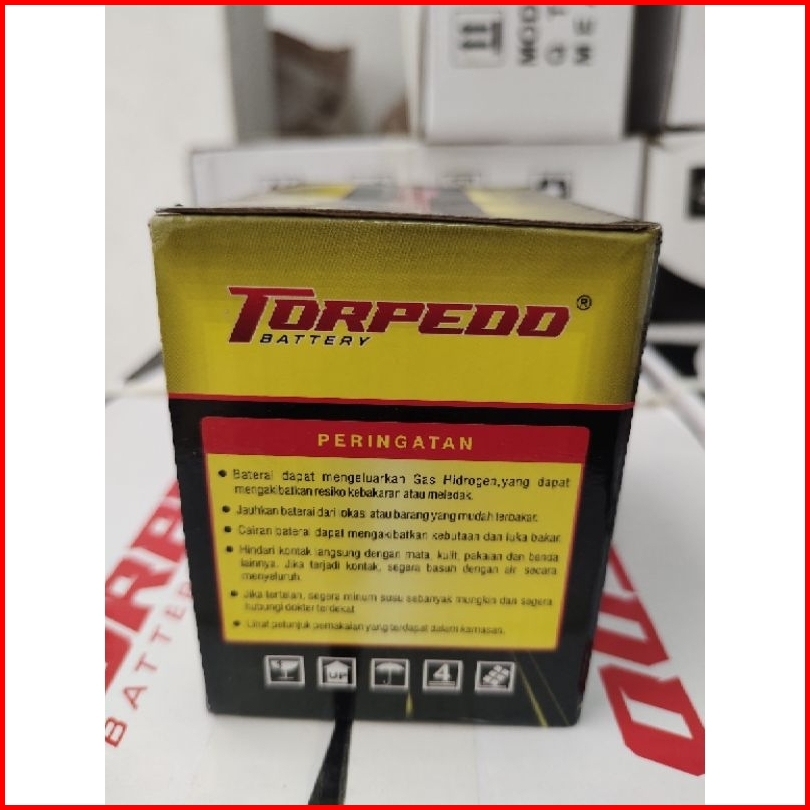 MOD
Q T
M E
TORPEDO ®
BATTERY
PERINGATAN
Baterai dapat mengeluarkan Gas Hidrogen,yang dapat
mengakibatkan resiko kebakaran atau meledak.
Jauhkan baterai dari lokasi atau barang yang mudah terbakar.
Cairan baterai dapat mengakibatkan kebutaan dan luka bakar.
Hindari kontak langsung dengan mata, kulit, pakaian dan benda
lainnya. Jika terjadi kontak, segera basuh dengan air secara
menyeluruh.
Jika tertelan, segera minum susu sebanyak mungkin dan segera
hubungi dokter terdekat
Lihat petunjuk pemakaian yang terdapat dalam kemasan.
UP
4
BATTER
QU